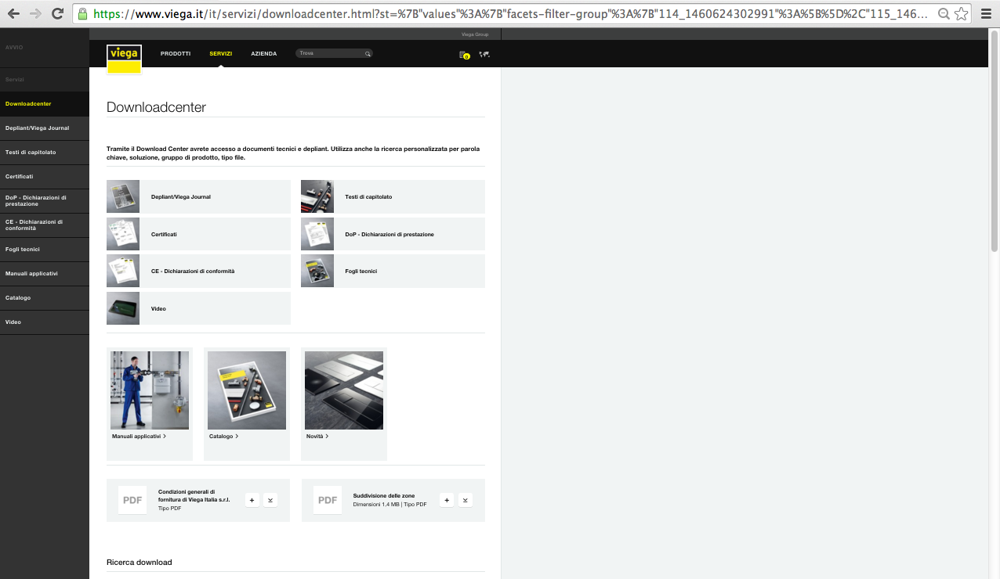 https://www.viega.it/it/servizi/downloadcenter.html?st=%7B"values"%3A%7B"facets-filter-group"%3A%7B"114_1460624302991"%3A%5B%5D%2C"115_146...
Viega Group
AVVIO
viega
PRODOTTI
SERVIZI
AZIENDA
Trova
0
Servizi
Downloadcenter
Depliant/Viega Journal
Testi di capitolato
Certificati
DoP - Dichiarazioni di
prestazione
CE - Dichiarazioni di
conformità
Fogli tecnici
Manuali applicativi
Catalogo
Video
Downloadcenter
Tramite il Download Center avrete accesso a documenti tecnici e depliant. Utilizza anche la ricerca personalizzata per parola
chiave, soluzione, gruppo di prodotto, tipo file.
Depliant/Viega Journal
Testi di capitolato
Certificati
DoP - Dichiarazioni di prestazione
CE - Dichiarazioni di conformità
Fogli tecnici
Video
Manuali applicativi
Catalogo
Novità
PDF
Condizioni generali di
fornitura di Viega Italia s.r.l.
Tipo PDF
PDF
Suddivisione delle zone
Dimensioni 1.4 MB | Tipo PDF
Ricerca download